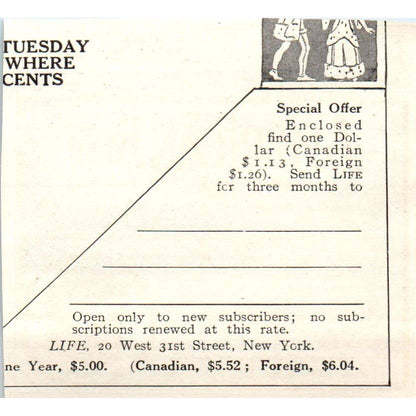 TUESDAY
WHERE
CENTS
Special Offer
Enclosed
find one Dol-
lar (Canadian
$1.13, Foreign
$1.26). Send LIFE
for three months to
Open only to new subscribers; no sub-
scriptions renewed at this rate.
LIFE, 20 West 31st Street, New York.
ne Year, $5.00. (Canadian, $5.52; Foreign, $6.04.